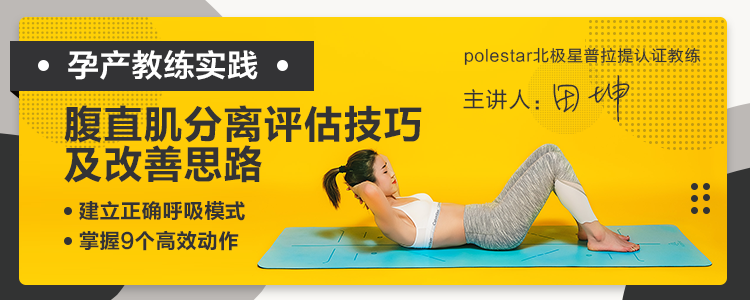 孕产教练实践
polestar北极星普拉提认证教练
主讲人：田坤
腹直肌分离评估技巧
及改善思路
建立正确呼吸模式
掌握9个高效动作